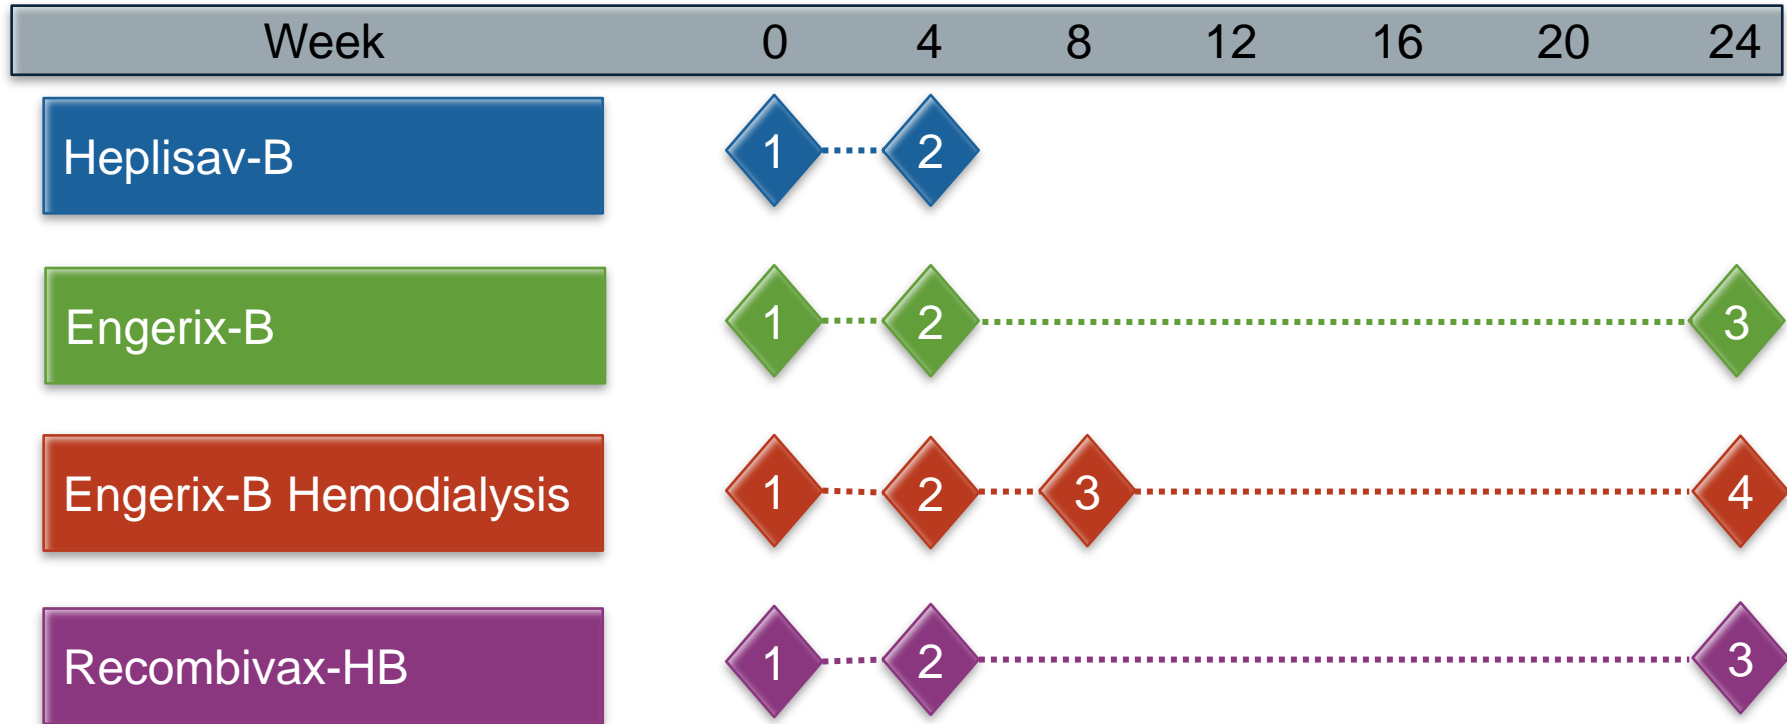 Week 0 4 8 12 16 20 24
Heplisav-B 1 2
Engerix-B 1 2 3
Engerix-B Hemodialysis 1 2 3 4
Recombivax-HB 1 2 3